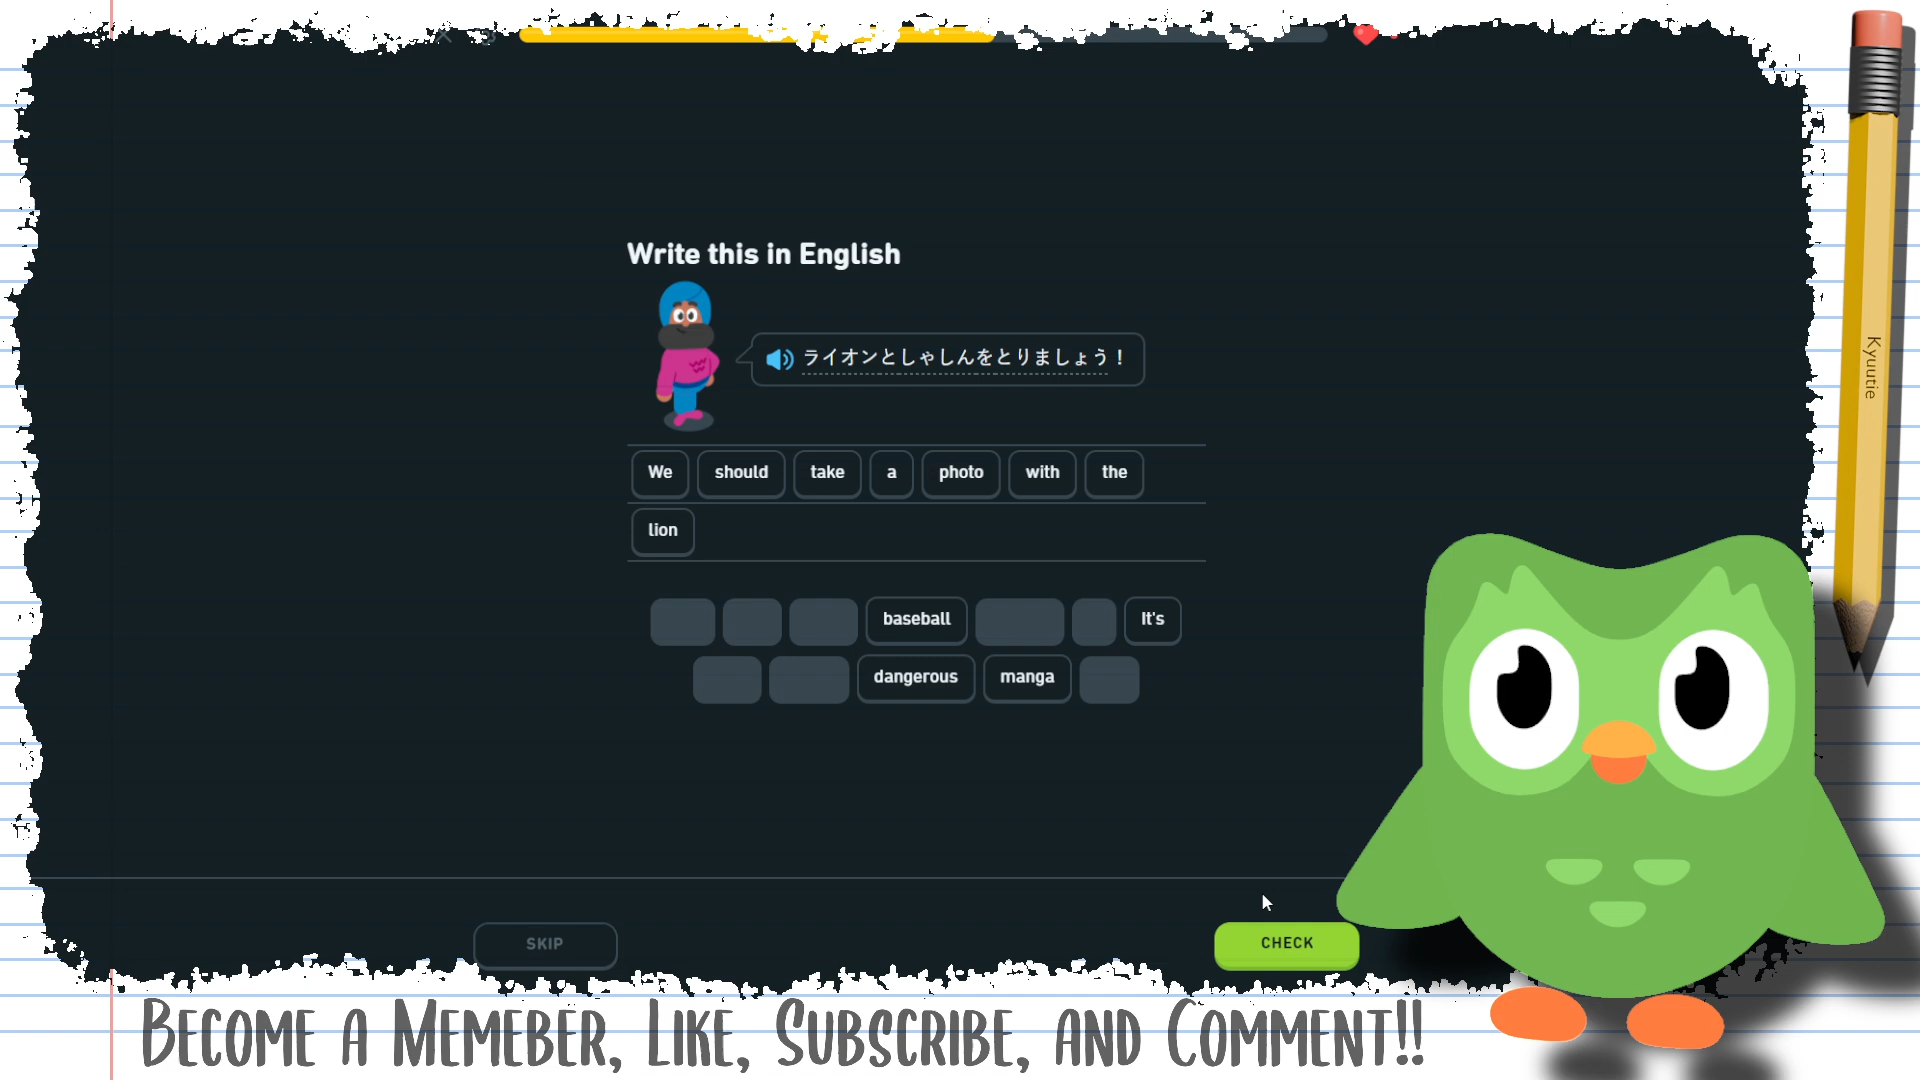 Write this in English
ライオンとしゃしんをとりましょう！
We should take a photo with the
lion
baseball It's
dangerous manga
SKIP CHECK
Kyuutie
BECOME A MEMEBER, LIKE, SUBSCRIBE, AND COMMENT!!